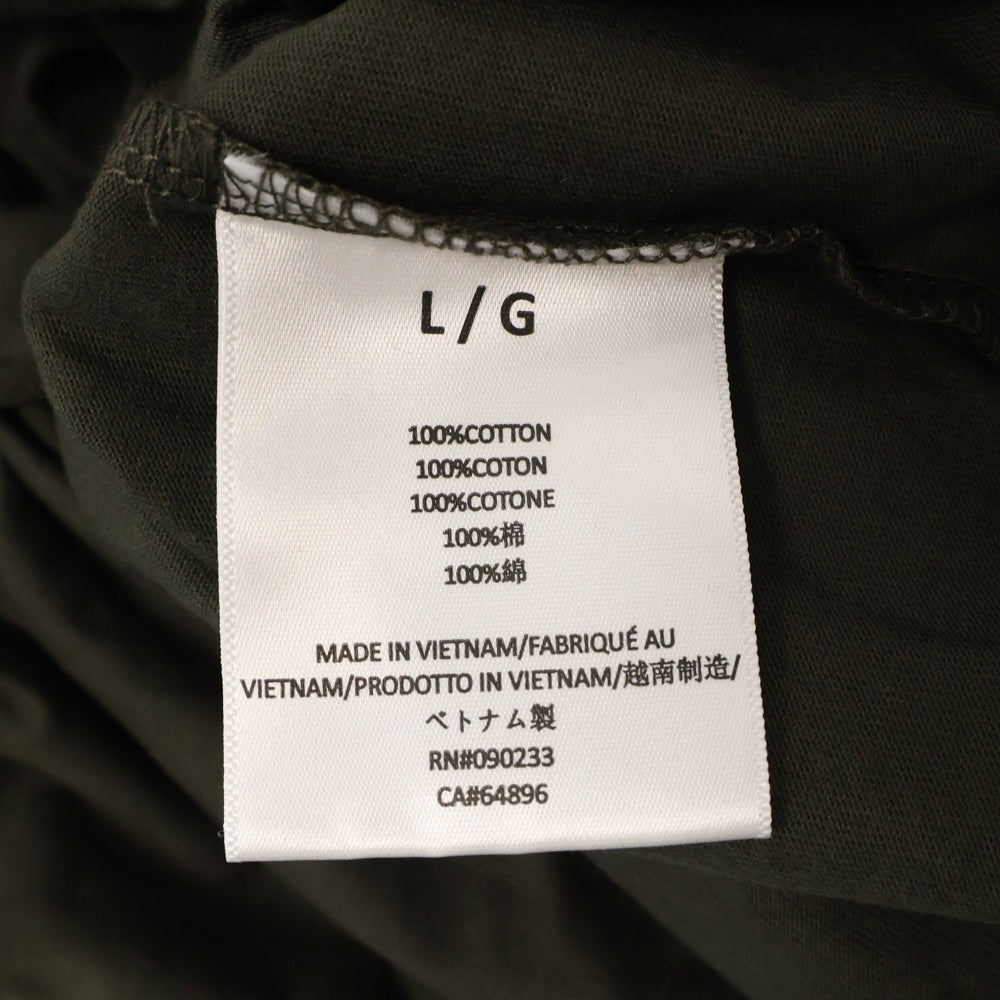 L / G
100%COTTON
100%COTON
100%COTONE
100%棉
100%綿
MADE IN VIETNAM/FABRIQUÉ AU
VIETNAM/PRODOTTO IN VIETNAM/越南制造/
ベトナム製
RN#090233
CA#64896